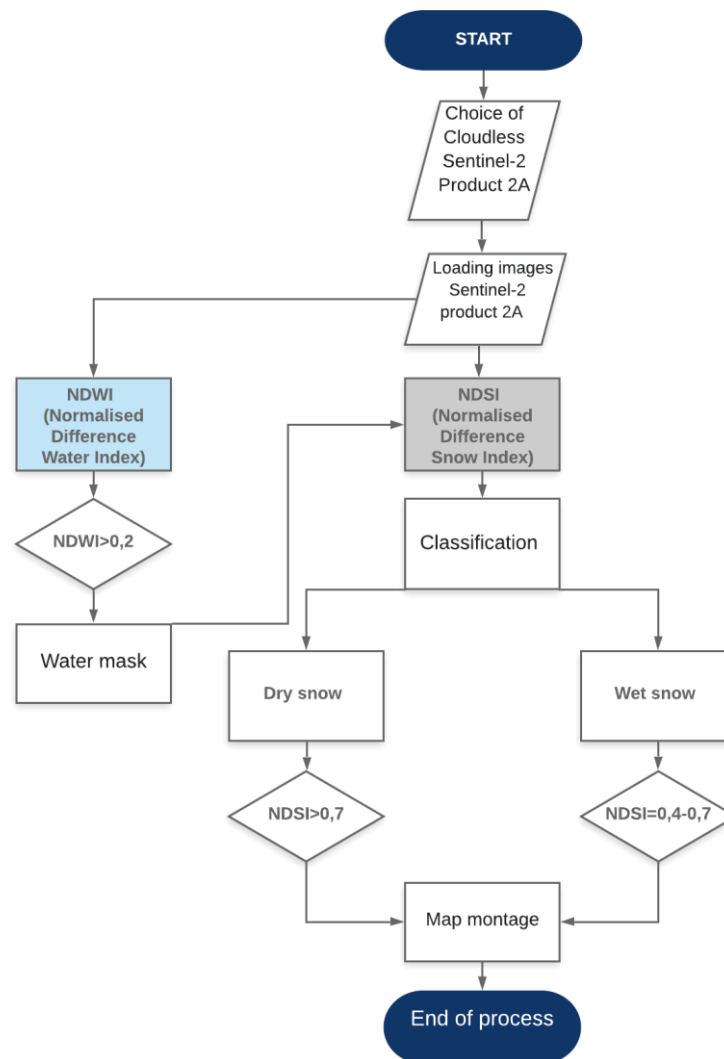 START
Choice of
Cloudless
Sentinel-2
Product 2A
Loading images
Sentinel-2
product 2A
NDWI
(Normalised
Difference
Water Index)
NDSI
(Normalised
Difference
Snow Index)
NDWI>0,2
Classification
Water mask
Dry snow
Wet snow
NDSI>0,7
NDSI=0,4-0,7
Map montage
End of process